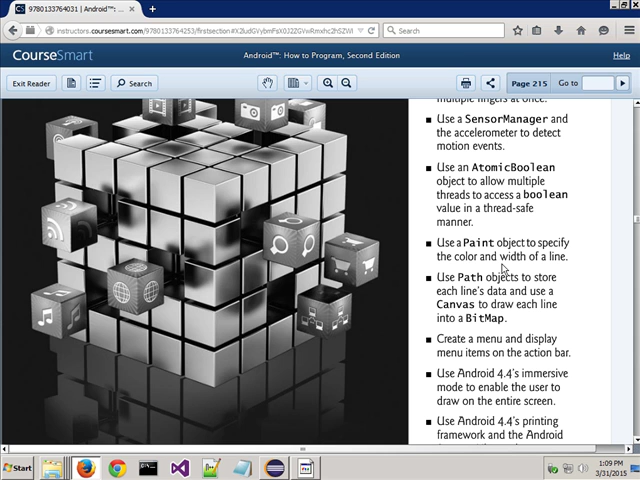 9780133764031 | Android™: ...
instructors.coursesmart.com/9780133764253/firstsection#
Search
CourseSmart
Android™: How to Program, Second Edition
Help
Exit Reader
Search
Page 215
Go to
multiple fingers at once.
Use a SensorManager and
the accelerometer to detect
motion events.
Use an AtomicBoolean
object to allow multiple
threads to access a boolean
value in a thread-safe
manner.
Use a Paint object to specify
the color and width of a line.
Use Path objects to store
each line's data and use a
Canvas to draw each line
into a BitMap.
Create a menu and display
menu items on the action bar.
Use Android 4.4's immersive
mode to enable the user to
draw on the entire screen.
Use Android 4.4's printing
framework and the Android
Start
1:09 PM
3/31/2015